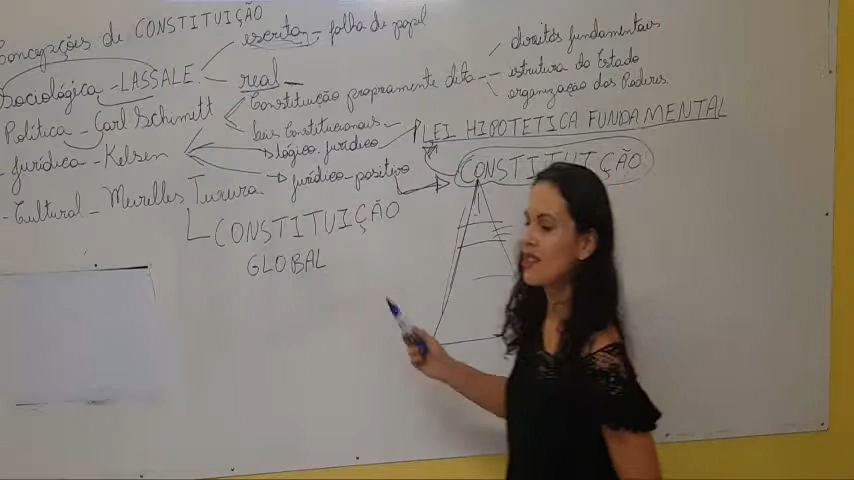 Concepções de CONSTITUIÇÃO
Sociológica - LASSALE
escrita - folha de papel
real
Política - Carl Schimett
Constituição propriamente dita
direitos fundamentais
estrutura do Estado
organização dos Poderes
Leis Constitucionais
Jurídica - Kelsen
lógico-jurídico
LEI HIPOTETICA FUNDAMENTAL
jurídico-positivo
CONSTITUIÇÃO
- Cultural - Meirelles Teixeira
CONSTITUIÇÃO
GLOBAL